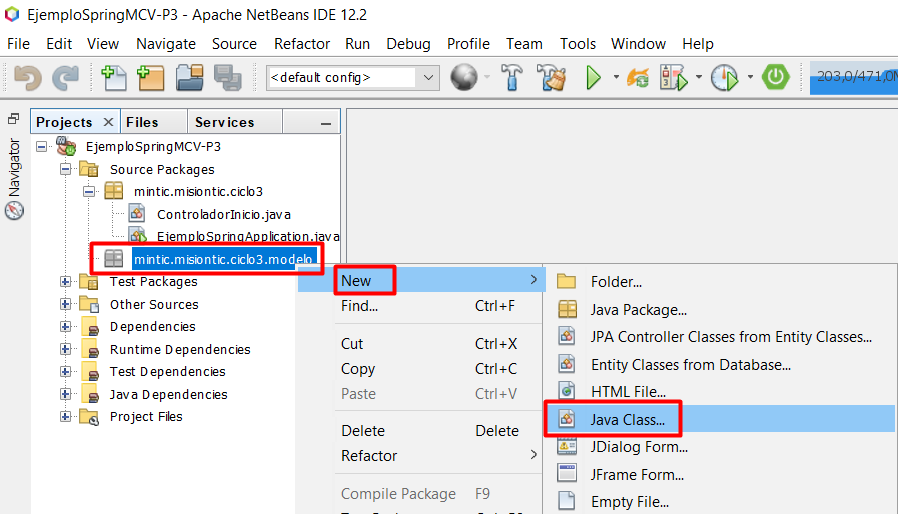 EjemploSpringMCV-P3 - Apache NetBeans IDE 12.2
File Edit View Navigate Source Refactor Run Debug Profile Team Tools Window Help
<default config>
203,0/471,0M
Projects Files Services
Navigator
EjemploSpringMCV-P3
Source Packages
mintic.misiontic.ciclo3
ControladorInicio.java
EjemploSpringApplication.java
mintic.misiontic.ciclo3.modelo
Test Packages
Other Sources
Dependencies
Runtime Dependencies
Test Dependencies
Java Dependencies
Project Files
New
Find... Ctrl+F
Cut Ctrl+X
Copy Ctrl+C
Paste Ctrl+V
Delete Delete
Refactor
Compile Package F9
Folder...
Java Package...
JPA Controller Classes from Entity Classes...
Entity Classes from Database...
HTML File...
Java Class...
JDialog Form...
JFrame Form...
Empty File...